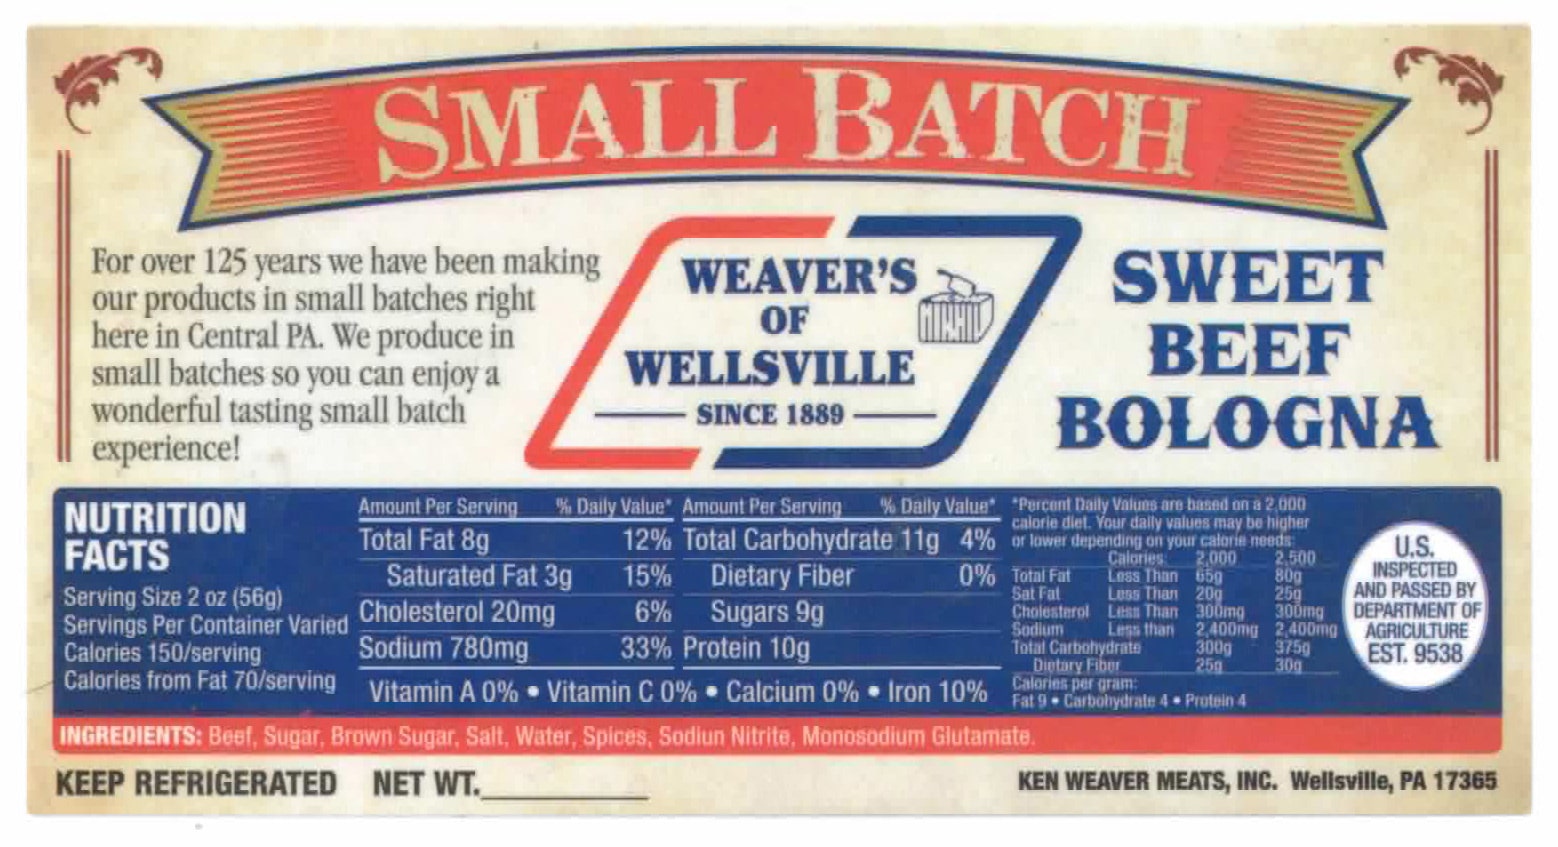 SMALL BATCH
For over 125 years we have been making
our products in small batches right
here in Central PA. We produce in
small batches so you can enjoy a
wonderful tasting small batch
experience!
WEAVER'S
OF
WELLSVILLE
SINCE 1889
SWEET
BEEF
BOLOGNA
NUTRITION
FACTS
Serving Size 2 oz (56g)
Servings Per Container Varied
Calories 150/serving
Calories from Fat 70/serving
Amount Per Serving % Daily Value*
Total Fat 8g 12%
Saturated Fat 3g 15%
Cholesterol 20mg 6%
Sodium 780mg 33%
Amount Per Serving % Daily Value*
Total Carbohydrate 11g 4%
Dietary Fiber 0%
Sugars 9g
Protein 10g
Vitamin A 0% • Vitamin C 0% • Calcium 0% • Iron 10%
*Percent Daily Values are based on a 2,000
calorie diet. Your daily values may be higher
or lower depending on your calorie needs:
Calories: 2,000 2,500
Total Fat Less Than 65g 80g
Sat Fat Less Than 20g 25g
Cholesterol Less Than 300mg 300mg
Sodium Less than 2,400mg 2,400mg
Total Carbohydrate 300g 375g
Dietary Fiber 25g 30g
Calories per gram:
Fat 9 • Carbohydrate 4 • Protein 4
U.S.
INSPECTED
AND PASSED BY
DEPARTMENT OF
AGRICULTURE
EST. 9538
INGREDIENTS: Beef, Sugar, Brown Sugar, Salt, Water, Spices, Sodiun Nitrite, Monosodium Glutamate.
KEEP REFRIGERATED NET WT.__________
KEN WEAVER MEATS, INC. Wellsville, PA 17365